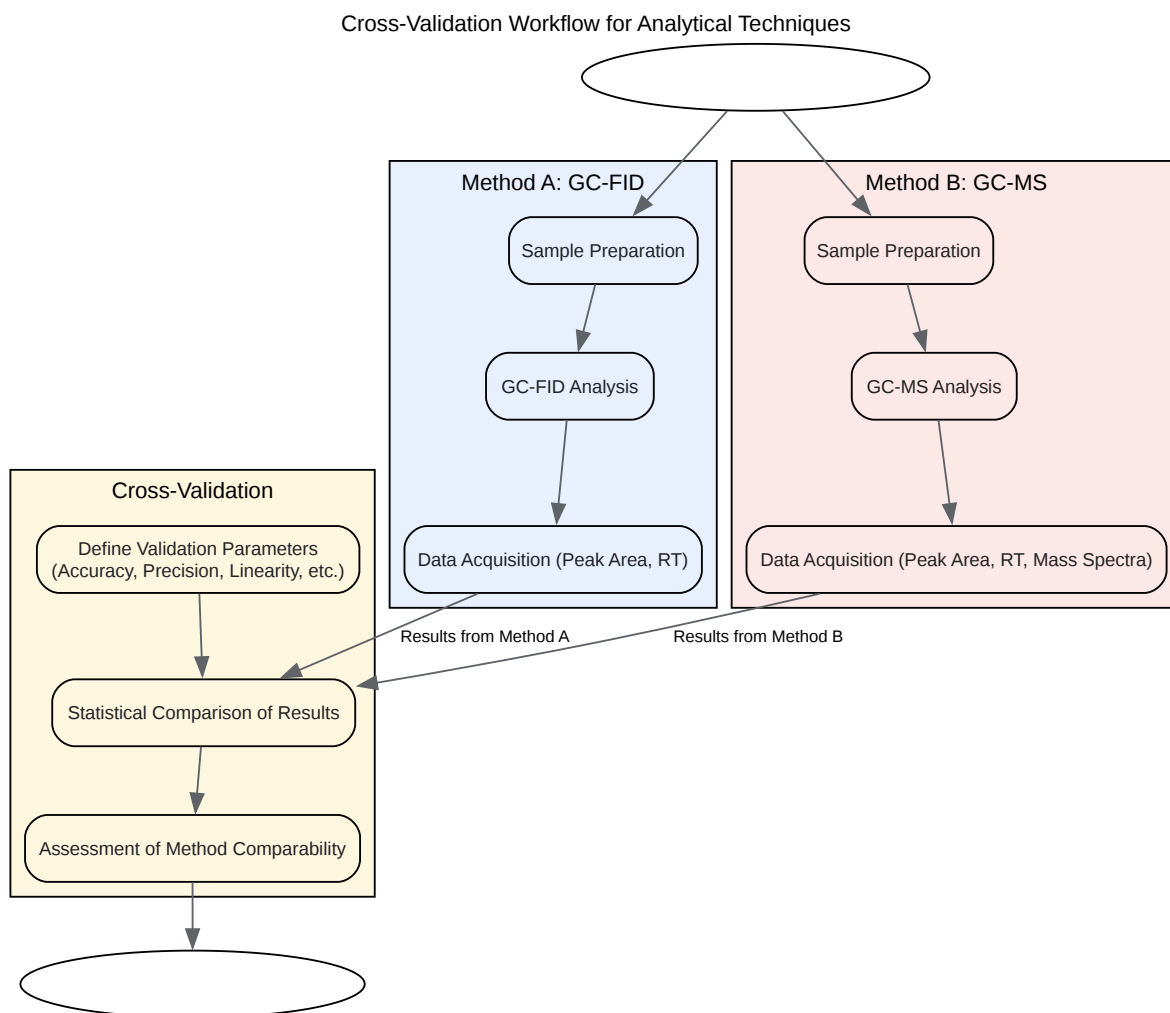 Cross-Validation Workflow for Analytical Techniques
Method A: GC-FID
Method B: GC-MS
Sample Preparation
Sample Preparation
GC-FID Analysis
GC-MS Analysis
Cross-Validation
Define Validation Parameters
(Accuracy, Precision, Linearity, etc.)
Data Acquisition (Peak Area, RT)
Data Acquisition (Peak Area, RT, Mass Spectra)
Results from Method A
Results from Method B
Statistical Comparison of Results
Assessment of Method Comparability